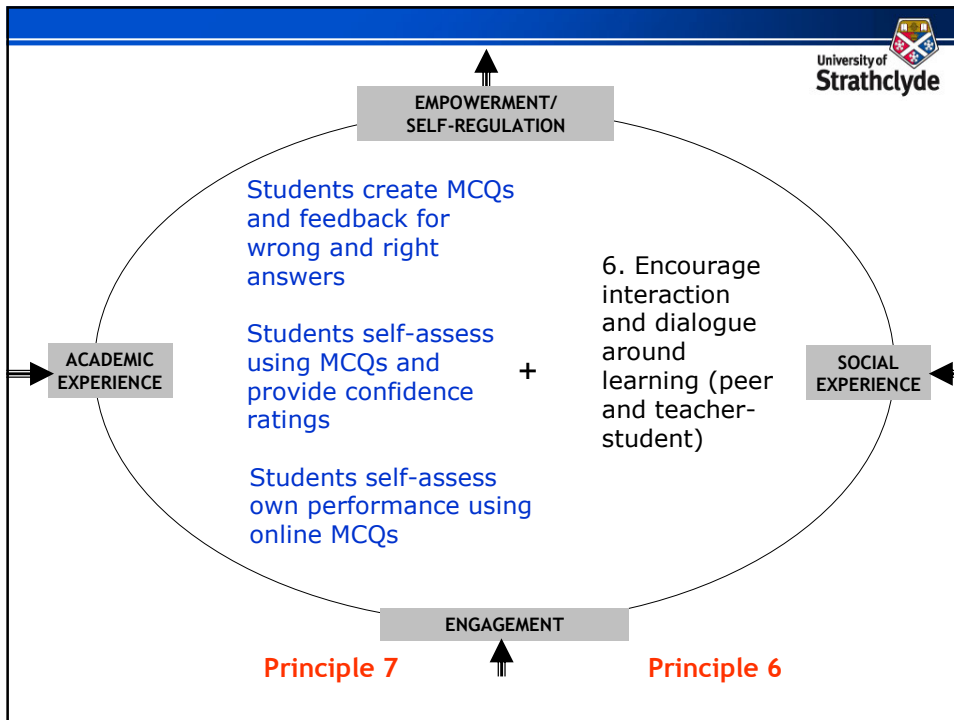 University of
Strathclyde
EMPOWERMENT/
SELF-REGULATION
Students create MCQs
and feedback for
wrong and right
answers
Students self-assess
using MCQs and
provide confidence
ratings
Students self-assess
own performance using
online MCQs
+
6. Encourage
interaction
and dialogue
around
learning (peer
and teacher-
student)
ACADEMIC
EXPERIENCE
SOCIAL
EXPERIENCE
ENGAGEMENT
Principle 7
Principle 6